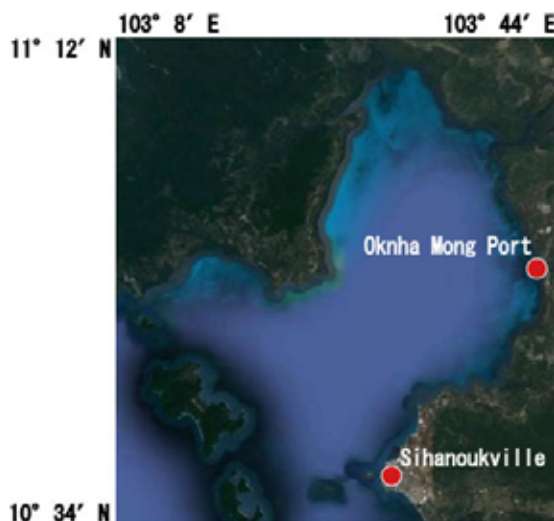 103° 8′ E 103° 44′ E
11° 12′ N
Oknha Mong Port
Sihanoukville
10° 34′ N